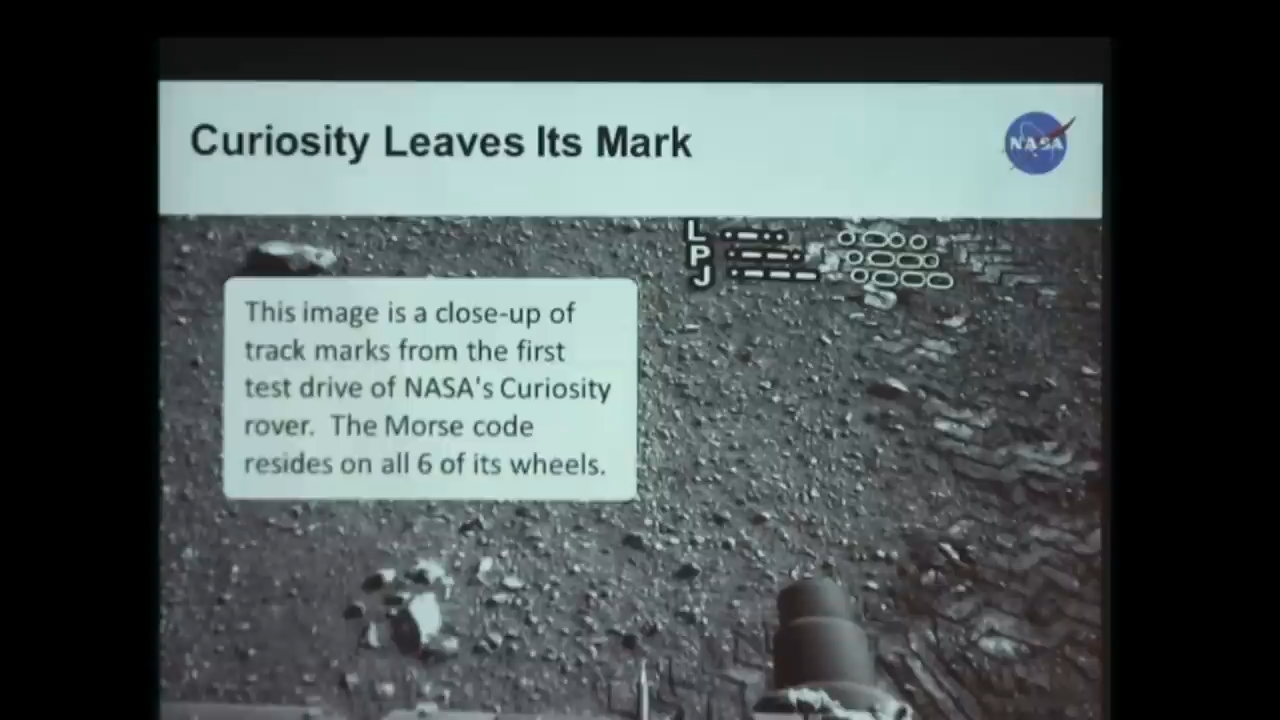 Curiosity Leaves Its Mark
NASA
L
P
J
This image is a close-up of
track marks from the first
test drive of NASA's Curiosity
rover. The Morse code
resides on all 6 of its wheels.